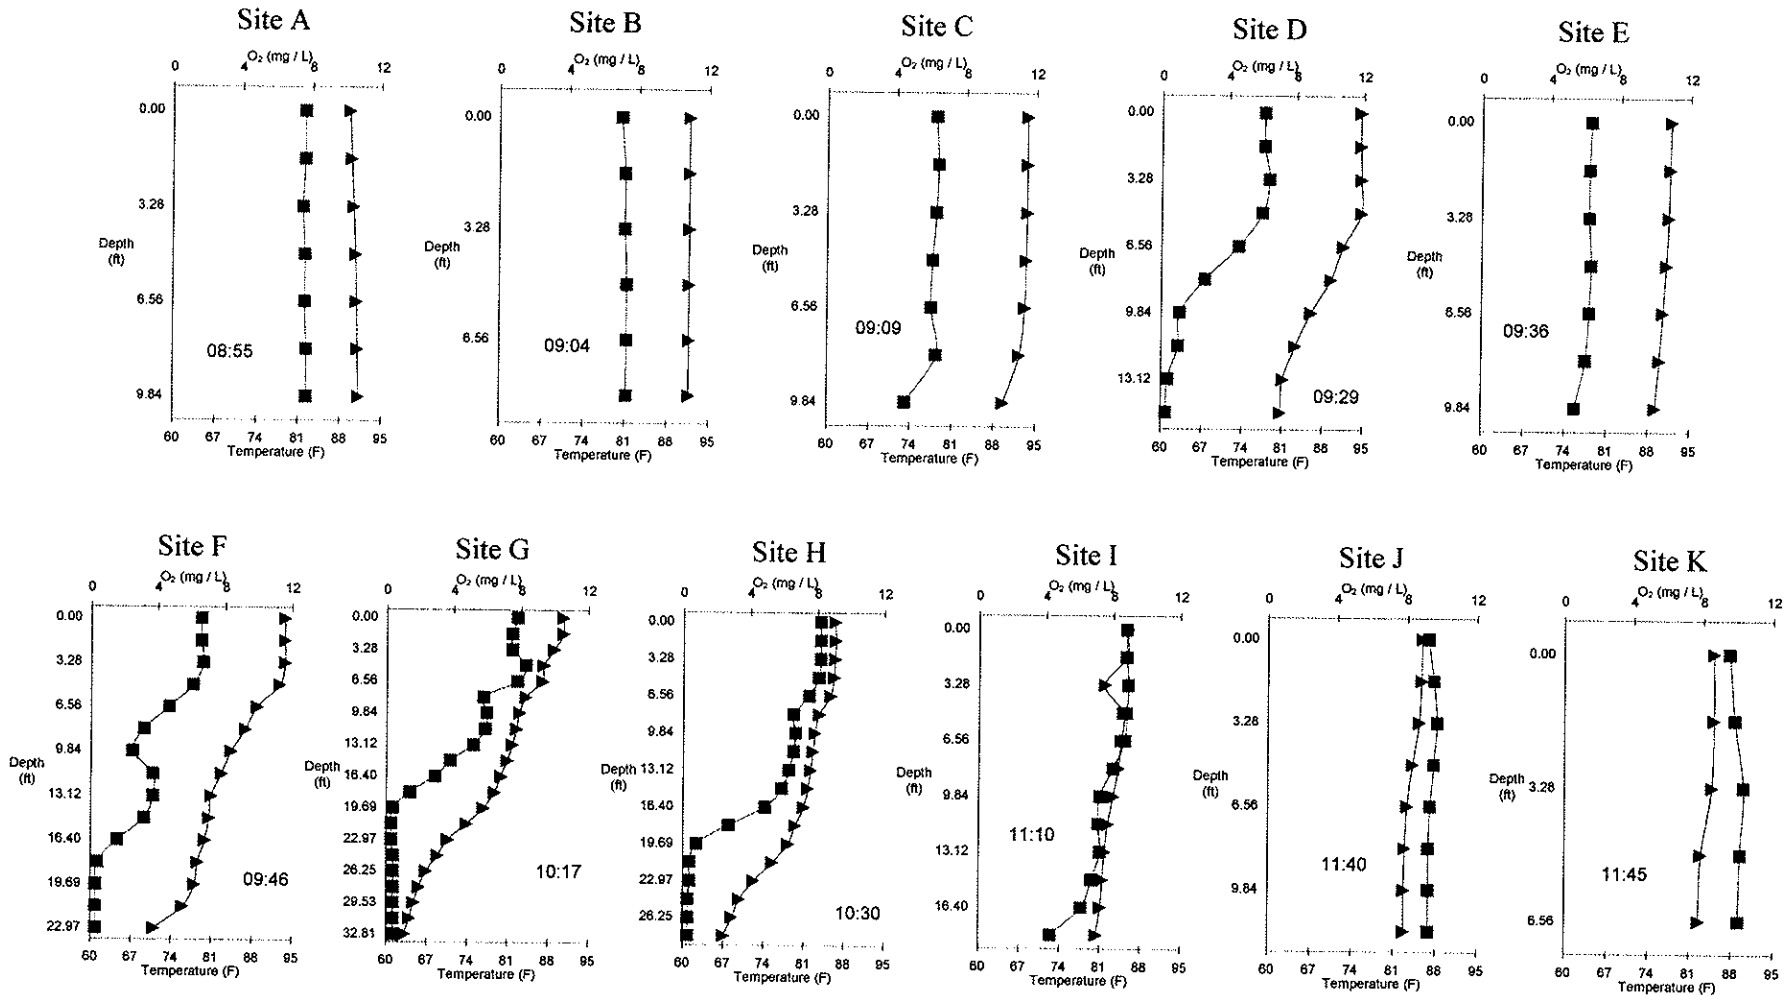 Site A
O₂ (mg / L)
0 4 8 12
0.00
3.28
Depth
(ft)
6.56
08:55
9.84
60 67 74 81 88 95
Temperature (F)
Site B
O₂ (mg / L)
0 4 8 12
0.00
3.28
Depth
(ft)
6.56
09:04
60 67 74 81 88 95
Temperature (F)
Site C
O₂ (mg / L)
0 4 8 12
0.00
3.28
Depth
(ft)
6.56
09:09
9.84
60 67 74 81 88 95
Temperature (F)
Site D
O₂ (mg / L)
0 4 8 12
0.00
3.28
Depth
(ft)
6.56
9.84
13.12
09:29
60 67 74 81 88 95
Temperature (F)
Site E
O₂ (mg / L)
0 4 8 12
0.00
3.28
Depth
(ft)
6.56
09:36
9.84
60 67 74 81 88 95
Temperature (F)
Site F
O₂ (mg / L)
0 4 8 12
0.00
3.28
6.56
Depth
(ft)
9.84
13.12
16.40
19.69
09:46
22.97
60 67 74 81 88 95
Temperature (F)
Site G
O₂ (mg / L)
0 4 8 12
0.00
3.28
6.56
9.84
13.12
Depth
(ft)
16.40
19.69
22.97
26.25
10:17
29.53
32.81
60 67 74 81 88 95
Temperature (F)
Site H
O₂ (mg / L)
0 4 8 12
0.00
3.28
6.56
9.84
Depth
(ft)
13.12
16.40
19.69
22.97
26.25
10:30
60 67 74 81 88 95
Temperature (F)
Site I
O₂ (mg / L)
0 4 8 12
0.00
3.28
6.56
Depth
(ft)
9.84
11:10
13.12
16.40
60 67 74 81 88 95
Temperature (F)
Site J
O₂ (mg / L)
0 4 8 12
0.00
3.28
Depth
(ft)
6.56
11:40
9.84
60 67 74 81 88 95
Temperature (F)
Site K
O₂ (mg / L)
0 4 8 12
0.00
3.28
Depth
(ft)
11:45
6.56
60 67 74 81 88 95
Temperature (F)